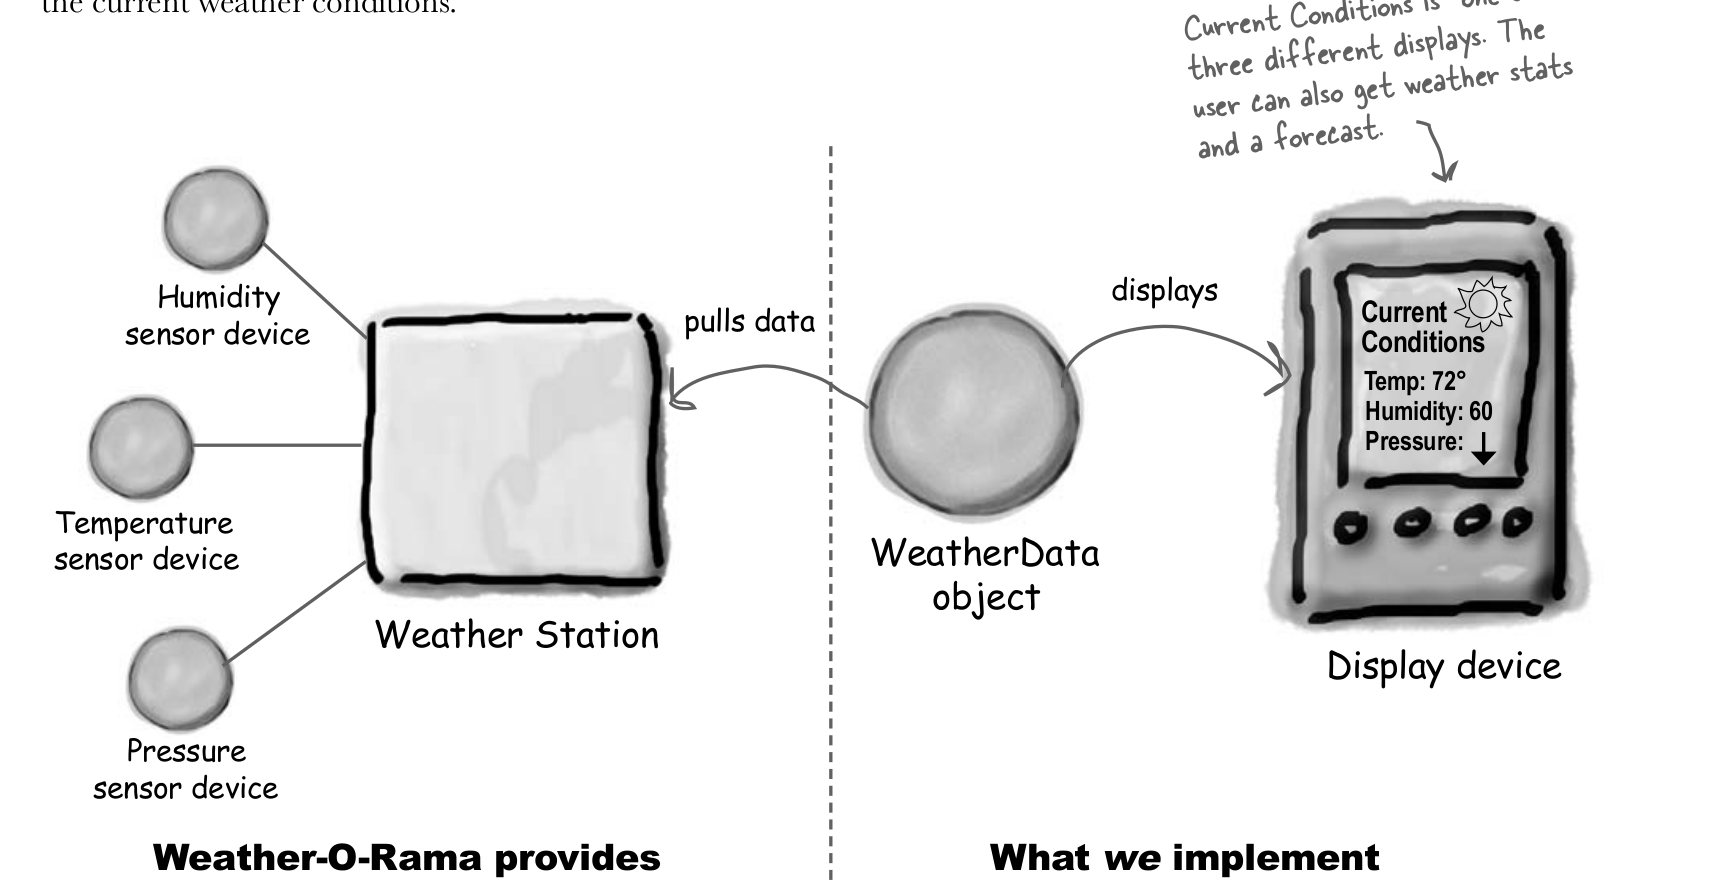 the current weather conditions.
Current Conditions is one
three different displays. The
user can also get weather stats
and a forecast.
Humidity
sensor device
pulls data
displays
Current
Conditions
Temp: 72°
Humidity: 60
Pressure:
Temperature
sensor device
WeatherData
object
Weather Station
Display device
Pressure
sensor device
Weather-O-Rama provides
What we implement